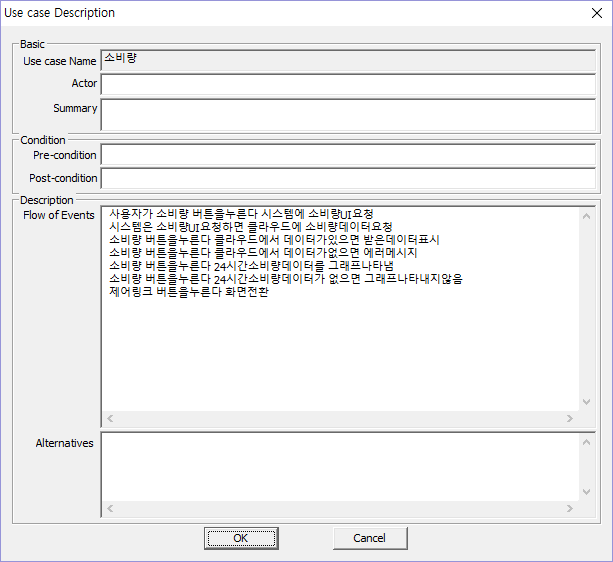 Use case Description
Basic
Use case Name 소비량
Actor
Summary
Condition
Pre-condition
Post-condition
Description
Flow of Events
사용자가 소비량 버튼을누른다 시스템에 소비량UI요청
시스템은 소비량UI요청하면 클라우드에 소비량데이터요청
소비량 버튼을누른다 클라우드에서 데이터가있으면 받은데이터표시
소비량 버튼을누른다 클라우드에서 데이터가없으면 에러메시지
소비량 버튼을누른다 24시간소비량데이터를 그래프나타냄
소비량 버튼을누른다 24시간소비량데이터가 없으면 그래프나타내지않음
제어링크 버튼을누른다 화면전환
Alternatives
OK Cancel